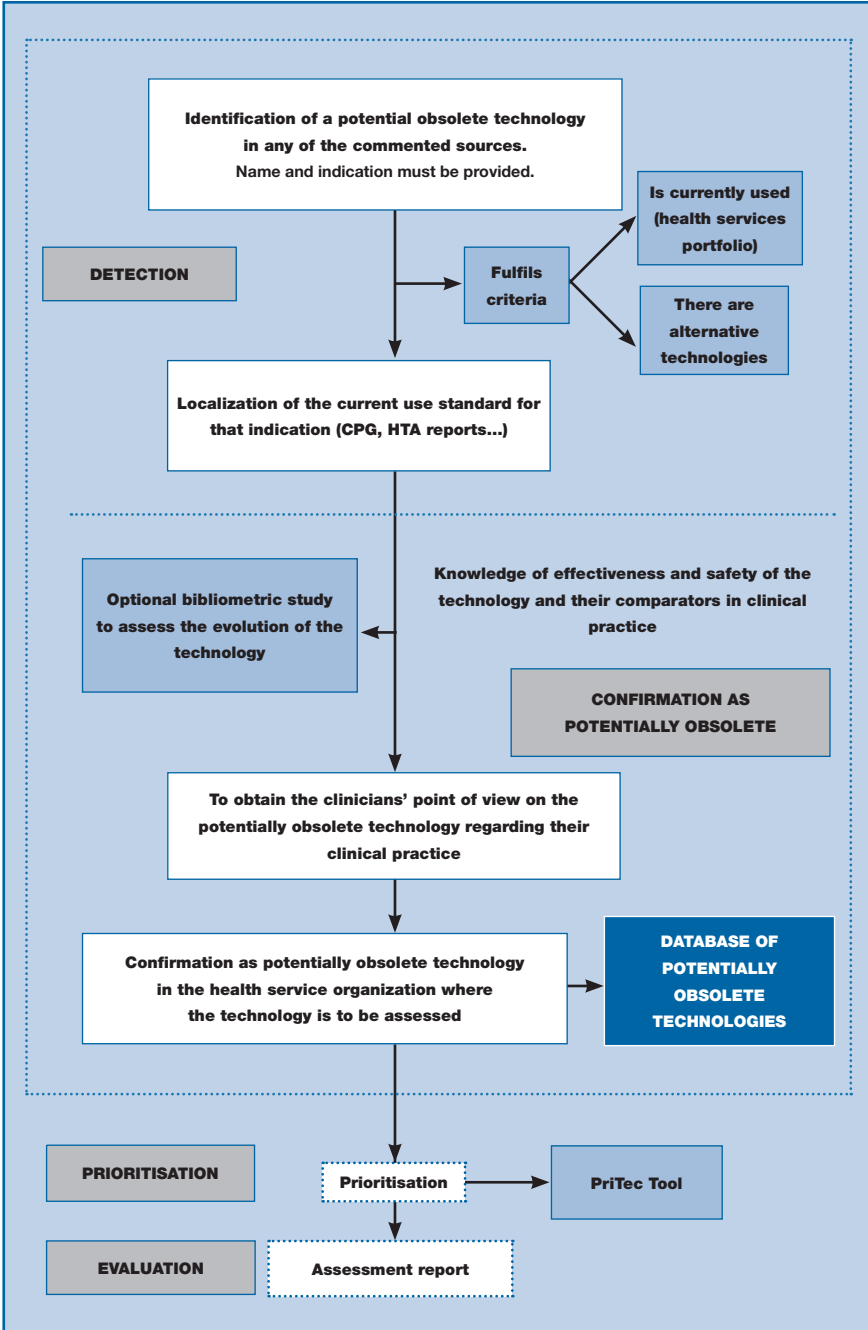 Identification of a potential obsolete technology
in any of the commented sources.
Name and indication must be provided.
Is currently used
(health services
portfolio)
DETECTION
Fulfils
criteria
There are
alternative
technologies
Localization of the current use standard for
that indication (CPG, HTA reports...)
Optional bibliometric study
to assess the evolution of the
technology
Knowledge of effectiveness and safety of the
technology and their comparators in clinical
practice
CONFIRMATION AS
POTENTIALLY OBSOLETE
To obtain the clinicians’ point of view on the
potentially obsolete technology regarding their
clinical practice
Confirmation as potentially obsolete technology
in the health service organization where
the technology is to be assessed
DATABASE OF
POTENTIALLY
OBSOLETE
TECHNOLOGIES
PRIORITISATION
Prioritisation
PriTec Tool
EVALUATION
Assessment report